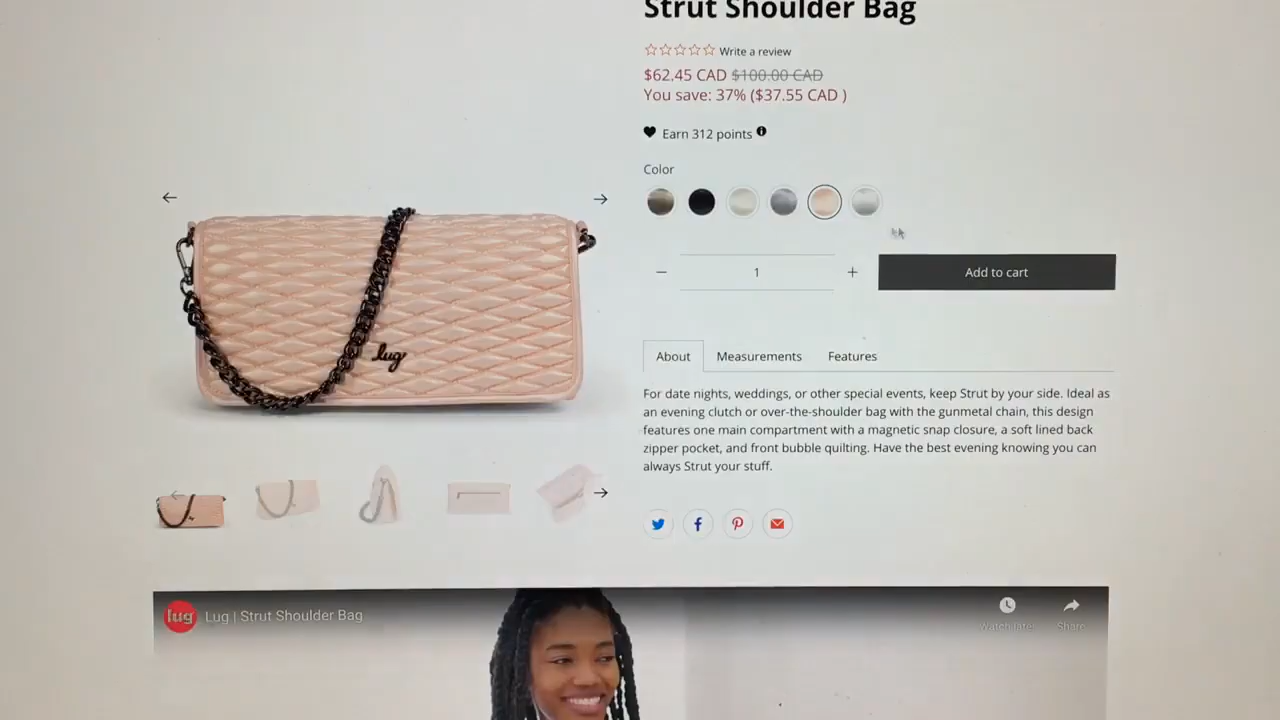 Strut Shoulder Bag
Write a review
$62.45 CAD $100.00 CAD
You save: 37% ($37.55 CAD )
Earn 312 points
Color
1
Add to cart
lug
About Measurements Features
For date nights, weddings, or other special events, keep Strut by your side. Ideal as
an evening clutch or over-the-shoulder bag with the gunmetal chain, this design
features one main compartment with a magnetic snap closure, a soft lined back
zipper pocket, and front bubble quilting. Have the best evening knowing you can
always Strut your stuff.
lug Lug | Strut Shoulder Bag
Watch later Share